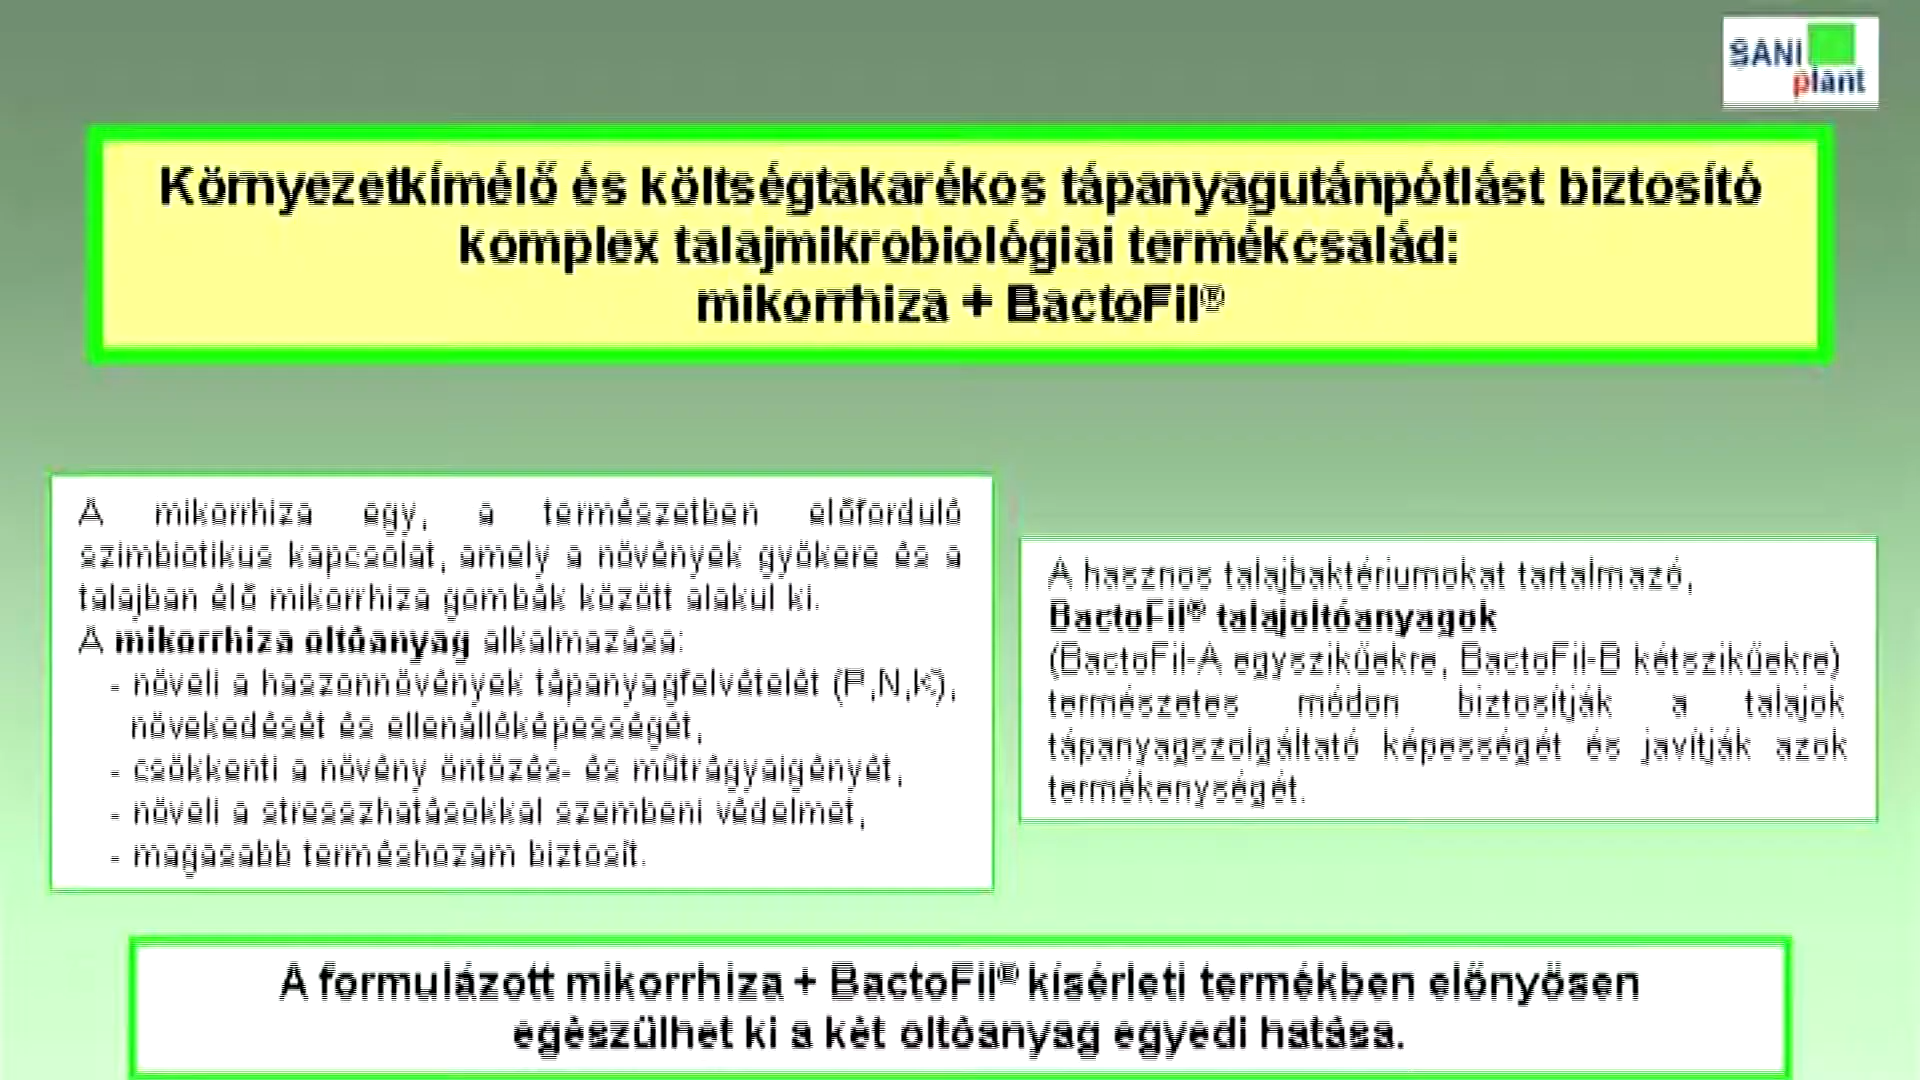 SANI
plant
Környezetkímélő és költségtakarékos tápanyagutánpótlást biztosító
komplex talajmikrobiológiai termékcsalád:
mikorrhiza + BactoFil®
A mikorrhiza egy, a természetben előforduló
szimbiotikus kapcsolat, amely a növények gyökere és a
talajban élő mikorrhiza gombák között alakul ki.
A mikorrhiza oltóanyag alkalmazása:
- növeli a haszonnövények tápanyagfelvételét (P,N,K),
növekedését és ellenállóképességét,
- csökkenti a növény öntözés- és műtrágyaigényét,
- növeli a stresszhatásokkal szembeni védelmet,
- magasabb terméshozam biztosít.
A hasznos talajbaktériumokat tartalmazó,
BactoFil® talajoltóanyagok
(BactoFil-A egyszikűekre, BactoFil-B kétszikűekre)
természetes módon biztosítják a talajok
tápanyagszolgáltató képességét és javítják azok
termékenységét.
A formulázott mikorrhiza + BactoFil® kísérleti termékben előnyösen
egészülhet ki a két oltóanyag egyedi hatása.